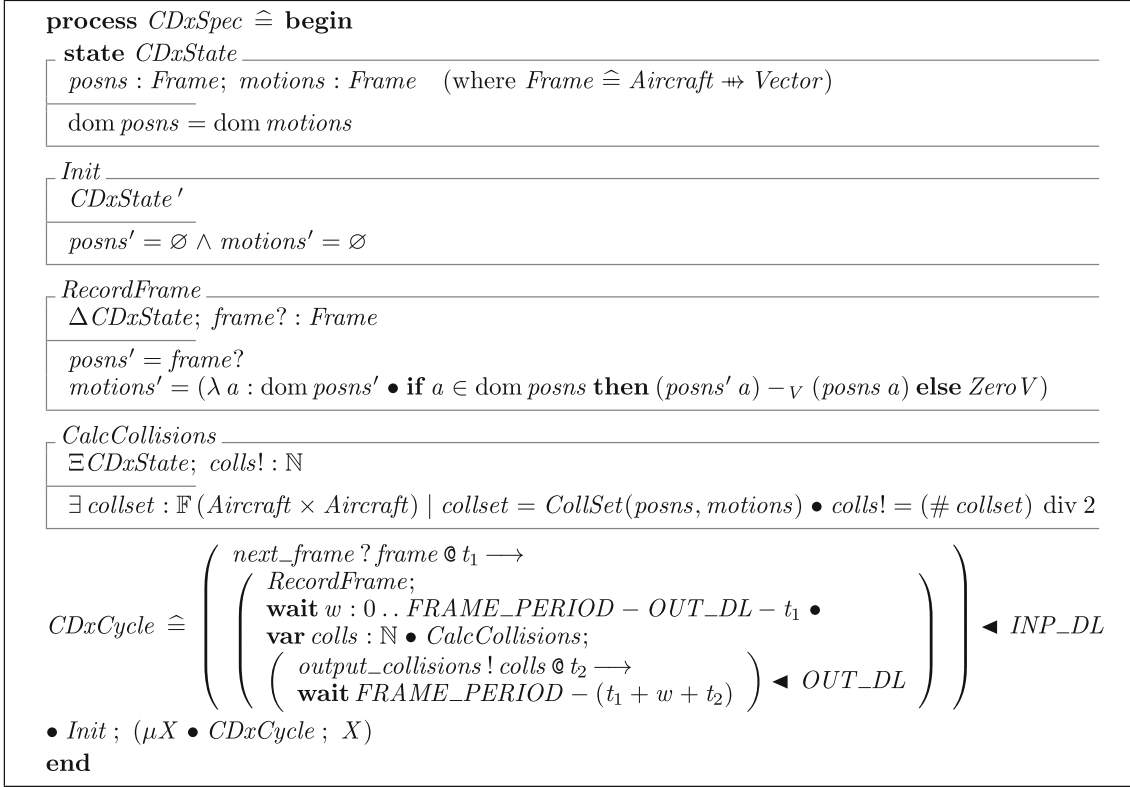 process CDxSpec ≙ begin
state CDxState
posns : Frame; motions : Frame (where Frame ≙ Aircraft ⇻ Vector)
dom posns = dom motions
Init
CDxState ′
posns′ = ∅ ∧ motions′ = ∅
RecordFrame
ΔCDxState; frame? : Frame
posns′ = frame?
motions′ = (λ a : dom posns′ • if a ∈ dom posns then (posns′ a) −V (posns a) else ZeroV)
CalcCollisions
ΞCDxState; colls! : ℕ
∃ collset : 𝔽 (Aircraft × Aircraft) | collset = CollSet(posns, motions) • colls! = (# collset) div 2
next_frame ? frame @ t1 ⟶
RecordFrame;
wait w : 0 .. FRAME_PERIOD − OUT_DL − t1 •
CDxCycle ≙ var colls : ℕ • CalcCollisions; ◄ INP_DL
output_collisions ! colls @ t2 ⟶
wait FRAME_PERIOD − (t1 + w + t2) ◄ OUT_DL
• Init ; (μX • CDxCycle ; X)
end